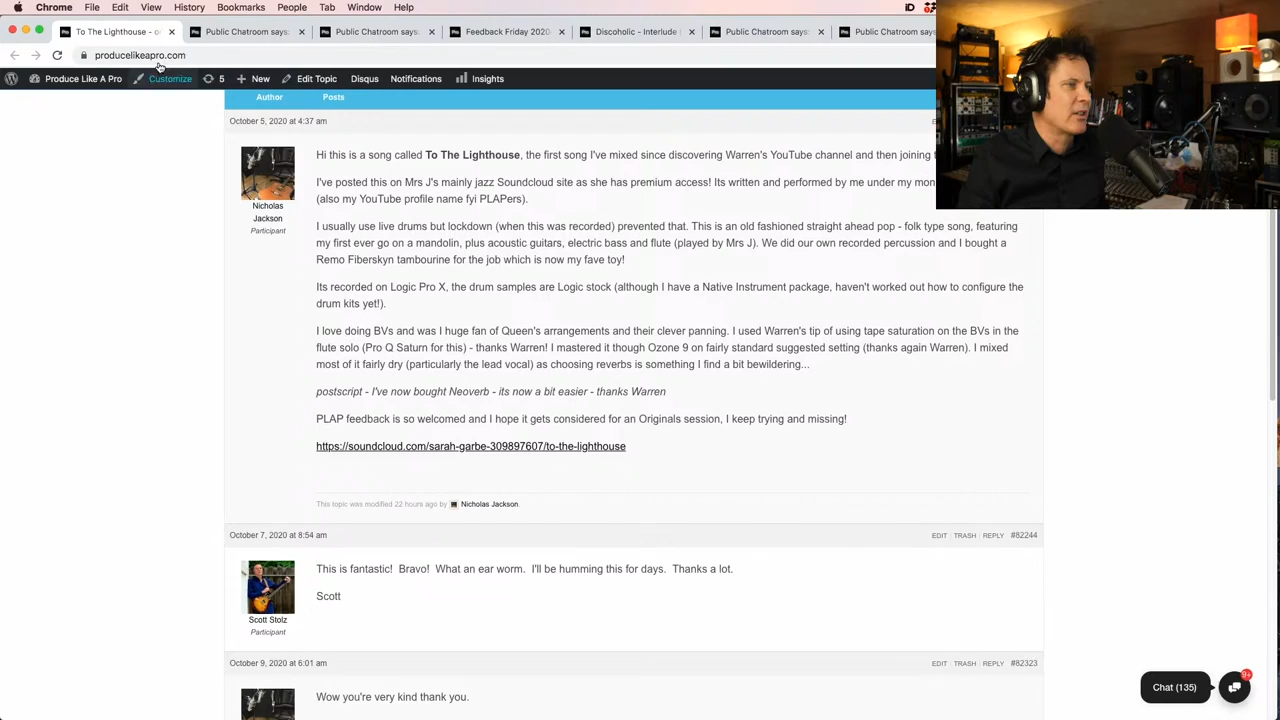 Chrome File Edit View History Bookmarks People Tab Window Help iD
To The Lighthouse - or Public Chatroom says: Public Chatroom says: Feedback Friday 2020 Discoholic - Interlude Public Chatroom says: Public Chatroom
producelikeapro.com
Produce Like A Pro Customize 5 New Edit Topic Disqus Notifications Insights
Author Posts
October 5, 2020 at 4:37 am
Hi this is a song called To The Lighthouse, the first song I've mixed since discovering Warren's YouTube channel and then joining
I've posted this on Mrs J's mainly jazz Soundcloud site as she has premium access! Its written and performed by me under my mon
(also my YouTube profile name fyi PLAPers).
Nicholas
Jackson
Participant
I usually use live drums but lockdown (when this was recorded) prevented that. This is an old fashioned straight ahead pop - folk type song, featuring
my first ever go on a mandolin, plus acoustic guitars, electric bass and flute (played by Mrs J). We did our own recorded percussion and I bought a
Remo Fiberskyn tambourine for the job which is now my fave toy!
Its recorded on Logic Pro X, the drum samples are Logic stock (although I have a Native Instrument package, haven't worked out how to configure the
drum kits yet!).
I love doing BVs and was I huge fan of Queen's arrangements and their clever panning. I used Warren's tip of using tape saturation on the BVs in the
flute solo (Pro Q Saturn for this) - thanks Warren! I mastered it though Ozone 9 on fairly standard suggested setting (thanks again Warren). I mixed
most of it fairly dry (particularly the lead vocal) as choosing reverbs is something I find a bit bewildering...
postscript - I've now bought Neoverb - its now a bit easier - thanks Warren
PLAP feedback is so welcomed and I hope it gets considered for an Originals session, I keep trying and missing!
https://soundcloud.com/sarah-garbe-309897607/to-the-lighthouse
This topic was modified 22 hours ago by Nicholas Jackson.
October 7, 2020 at 8:54 am EDIT | TRASH | REPLY #82244
This is fantastic! Bravo! What an ear worm. I'll be humming this for days. Thanks a lot.
Scott
Scott Stolz
Participant
October 9, 2020 at 6:01 am EDIT | TRASH | REPLY #82323
Wow you're very kind thank you.
Chat (135)
9+